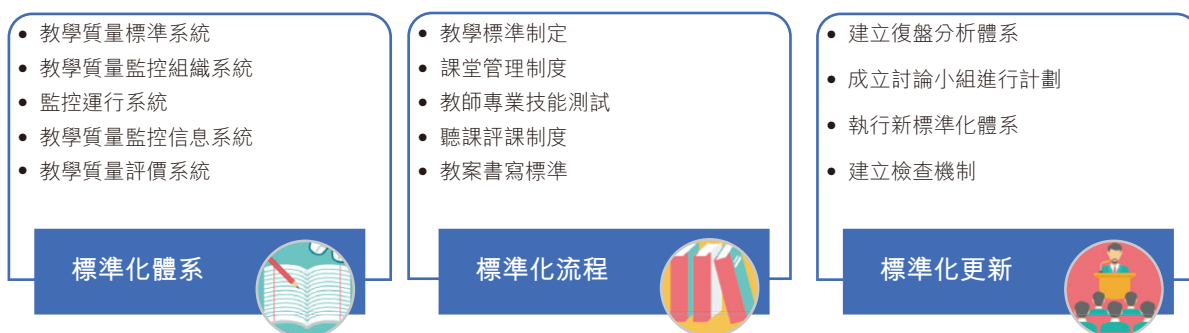 • 教學質量標準系統
• 教學質量監控組織系統
• 監控運行系統
• 教學質量監控信息系統
• 教學質量評價系統
標準化體系
• 教學標準制定
• 課堂管理制度
• 教師專業技能測試
• 聽課評課制度
• 教案書寫標準
標準化流程
• 建立復盤分析體系
• 成立討論小組進行計劃
• 執行新標準化體系
• 建立檢查機制
標準化更新